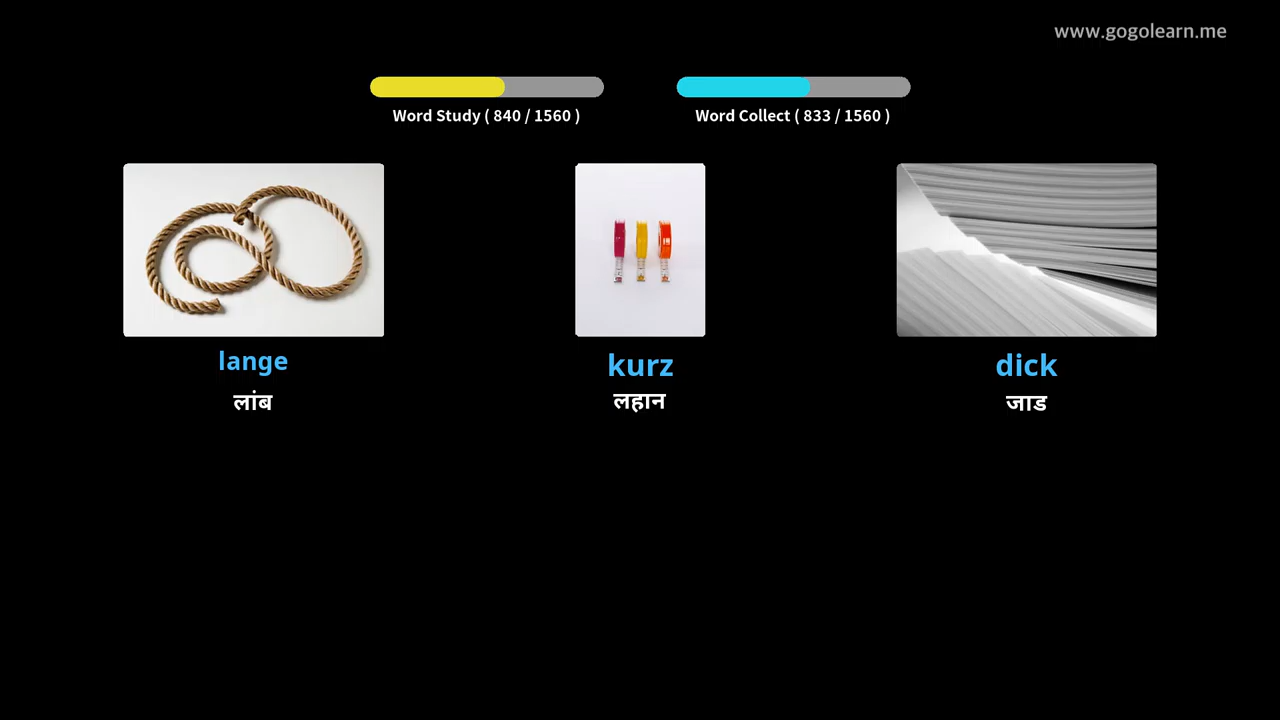 www.gogolearn.me
Word Study ( 840 / 1560 )
Word Collect ( 833 / 1560 )
lange
kurz
dick
लांब
लहान
जाड